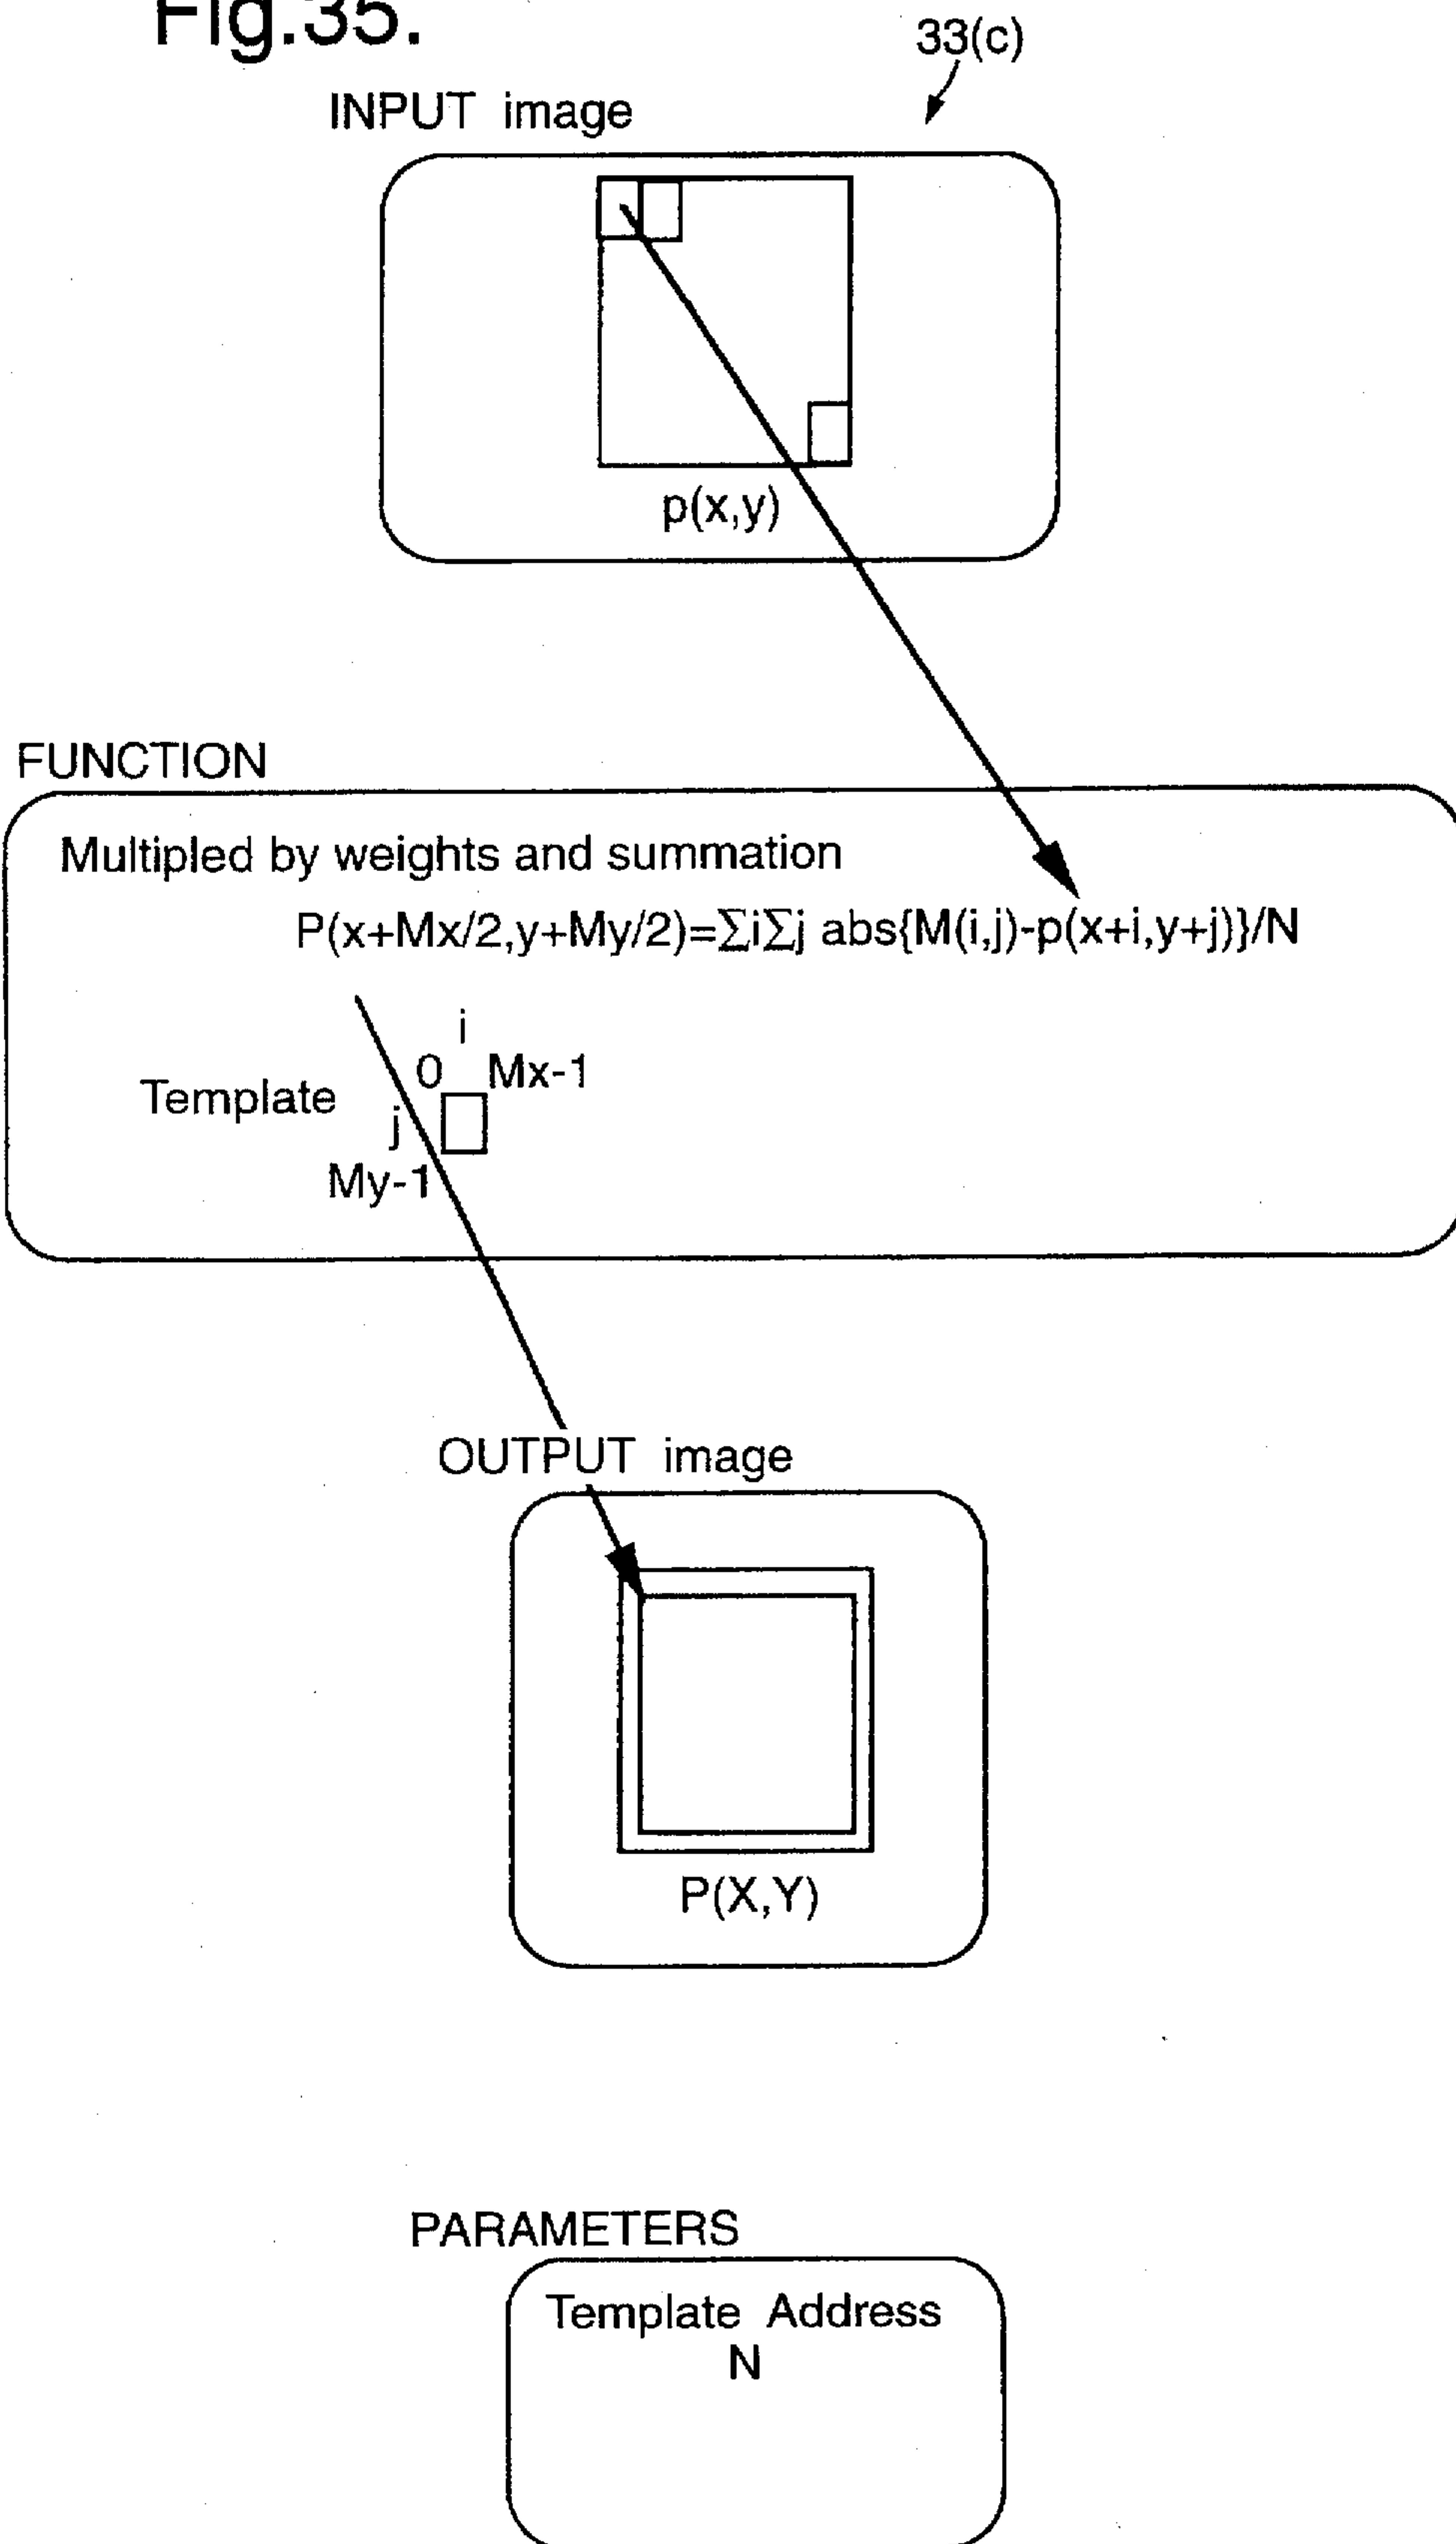 Fig.35.
33(c)
INPUT image
p(x,y)
FUNCTION
Multipled by weights and summation
P(x+Mx/2,y+My/2)=ΣiΣj abs{M(i,j)-p(x+i,y+j)}/N
i
0 Mx-1
Template
j
My-1
OUTPUT image
P(X,Y)
PARAMETERS
Template Address
N